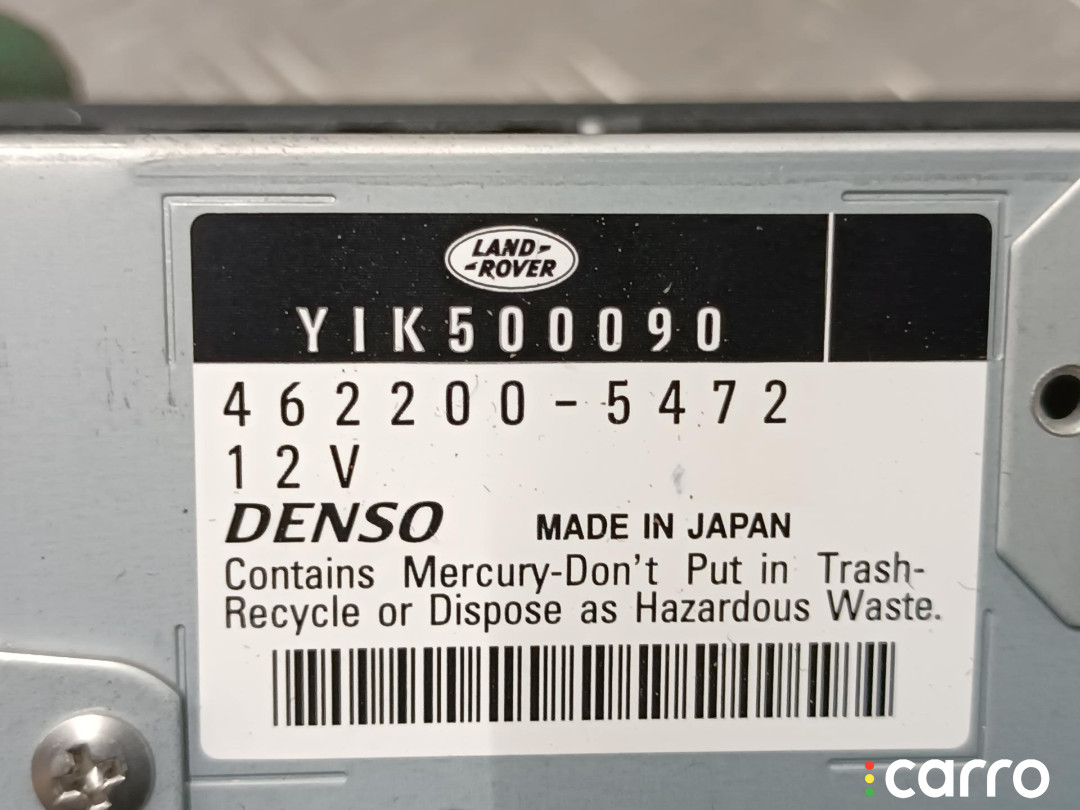 LAND-
-ROVER
YIK500090
462200-5472
12V
DENSO MADE IN JAPAN
Contains Mercury-Don't Put in Trash-
Recycle or Dispose as Hazardous Waste.
carro